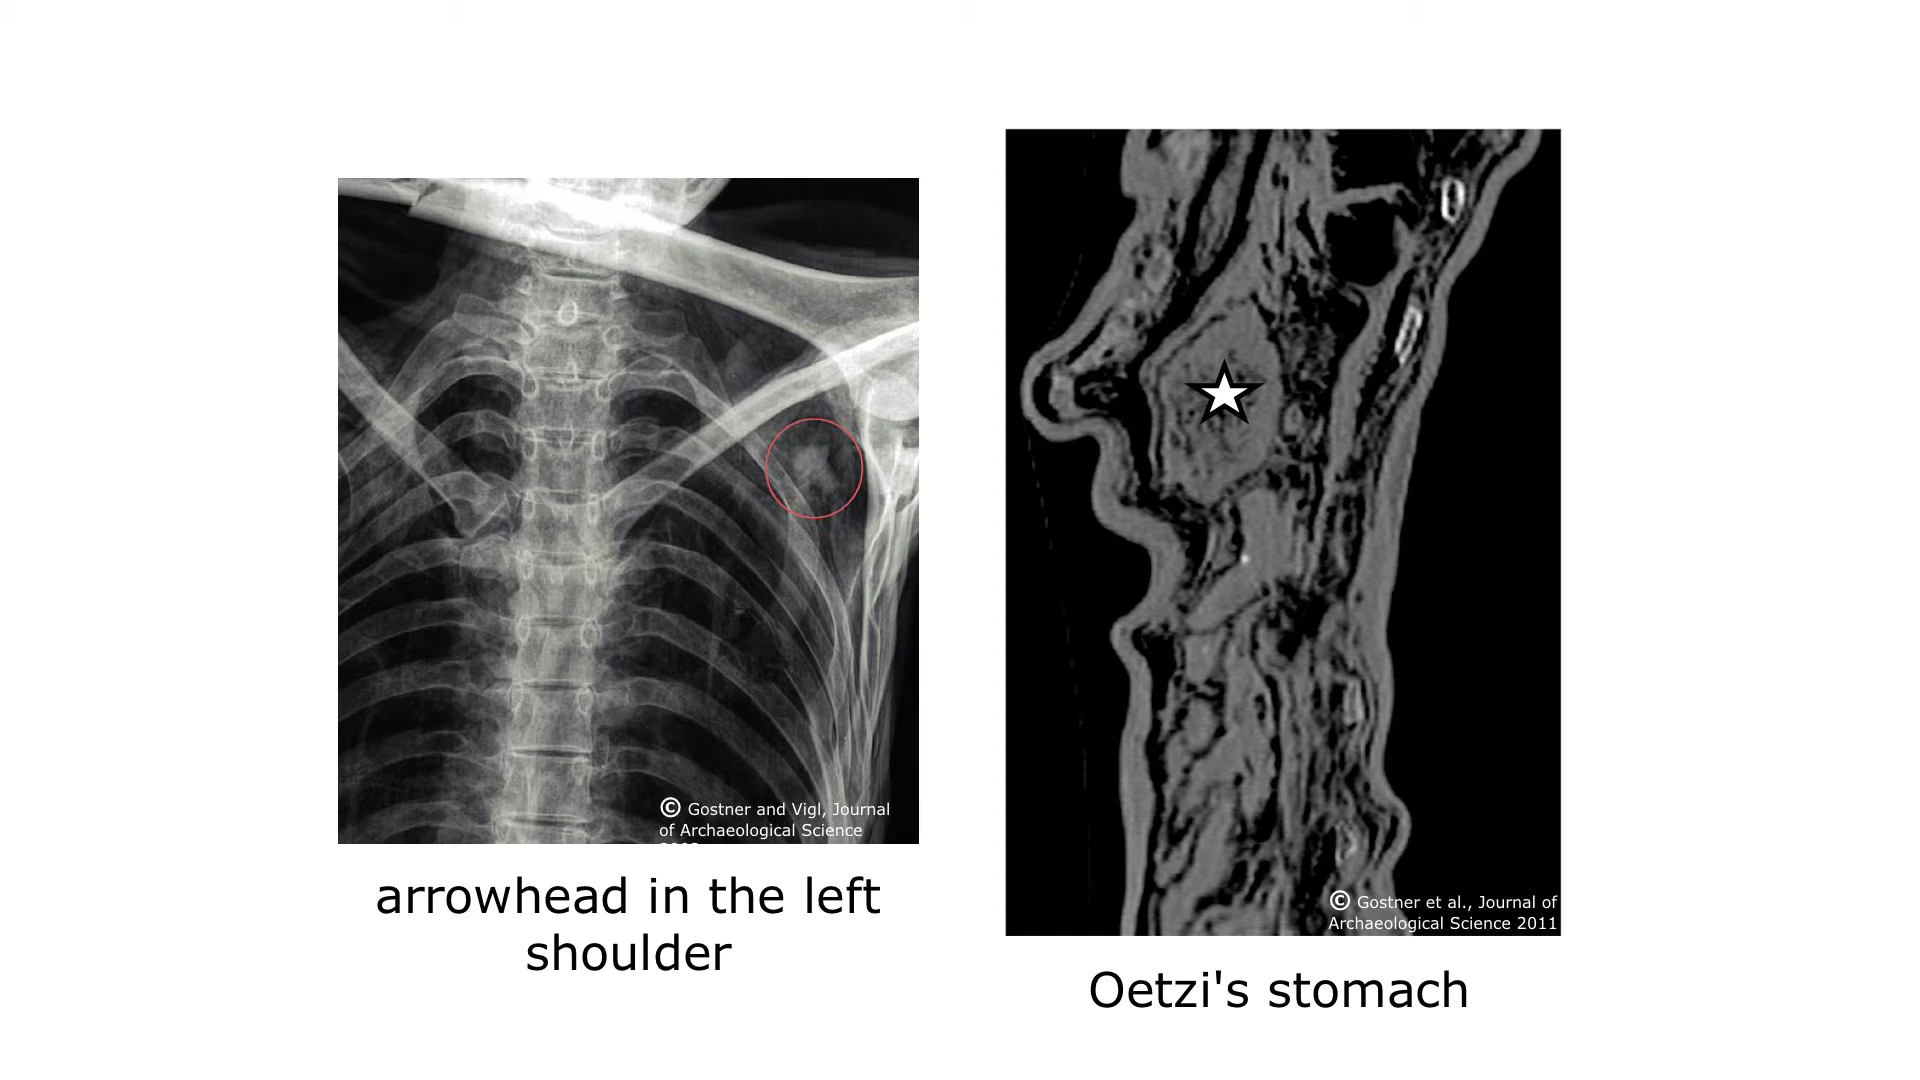 © Gostner and Vigl, Journal
of Archaeological Science
arrowhead in the left
shoulder
© Gostner et al., Journal of
Archaeological Science 2011
Oetzi's stomach